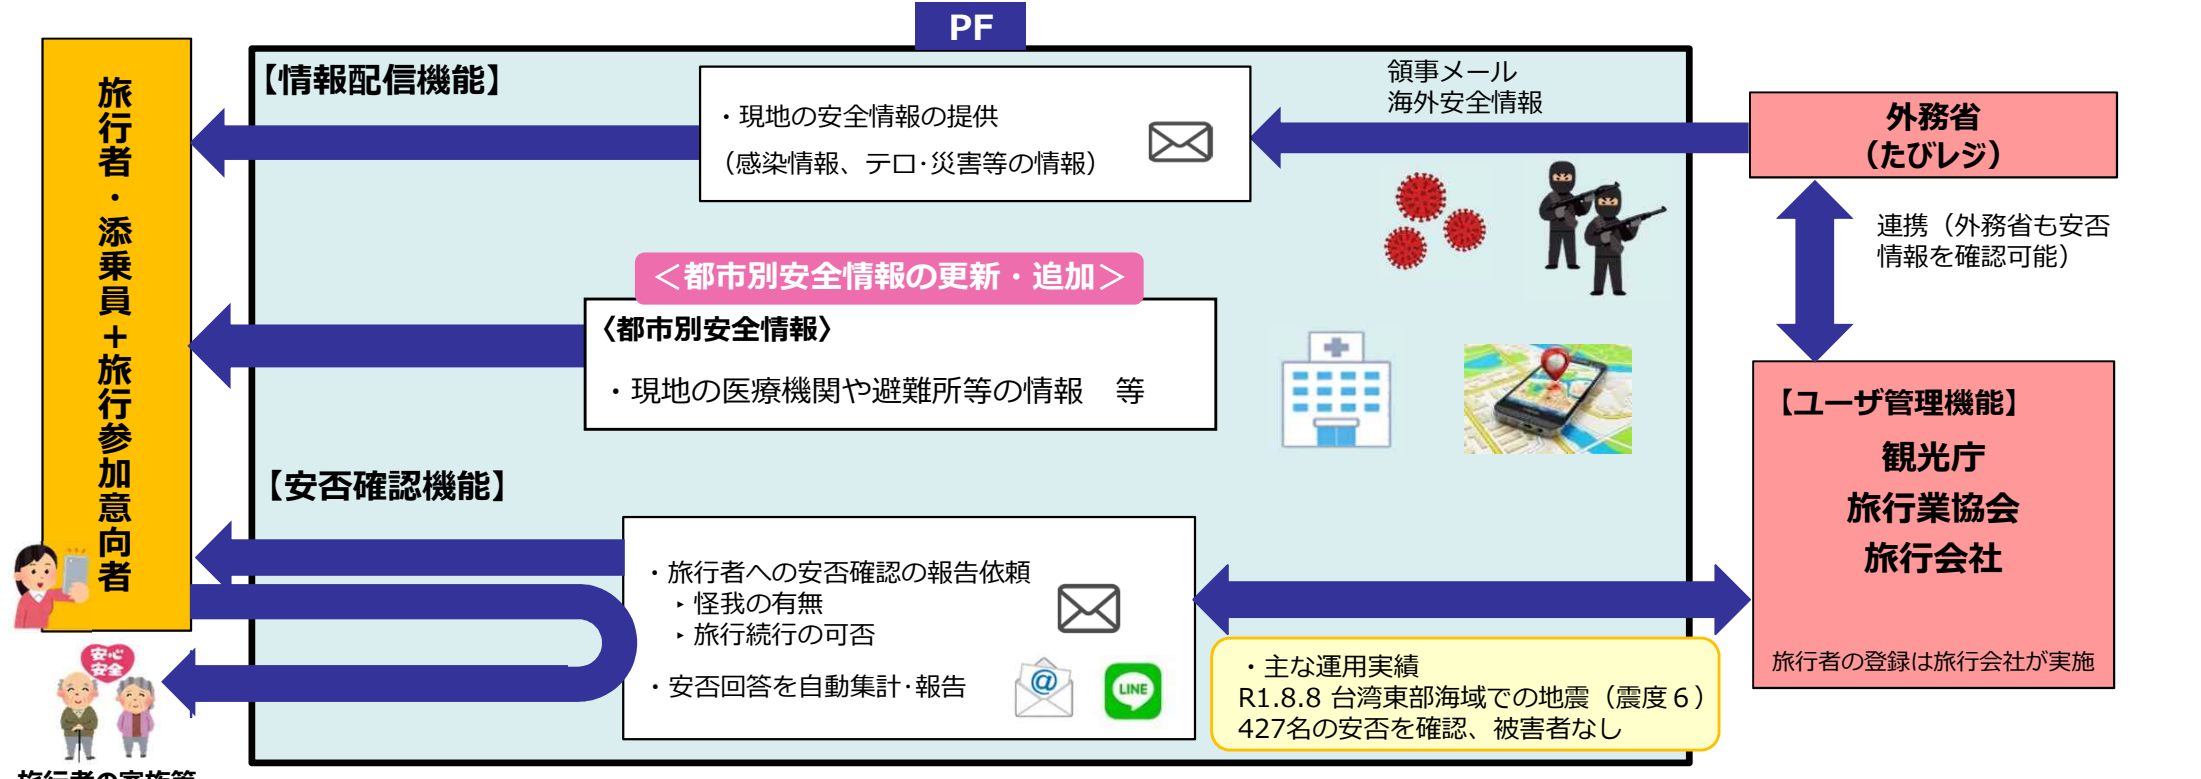 PF
旅行者・添乗員＋旅行参加意向者
【情報配信機能】
・現地の安全情報の提供
（感染情報、テロ・災害等の情報）
領事メール
海外安全情報
外務省
（たびレジ）
連携（外務省も安否
情報を確認可能）
＜都市別安全情報の更新・追加＞
〈都市別安全情報〉
・現地の医療機関や避難所等の情報　等
【安否確認機能】
・旅行者への安否確認の報告依頼
‣ 怪我の有無
‣ 旅行続行の可否
・安否回答を自動集計・報告
@
LINE
・主な運用実績
R1.8.8 台湾東部海域での地震（震度６）
427名の安否を確認、被害者なし
【ユーザ管理機能】
観光庁
旅行業協会
旅行会社
旅行者の登録は旅行会社が実施
安心
安全
旅行者の家族等